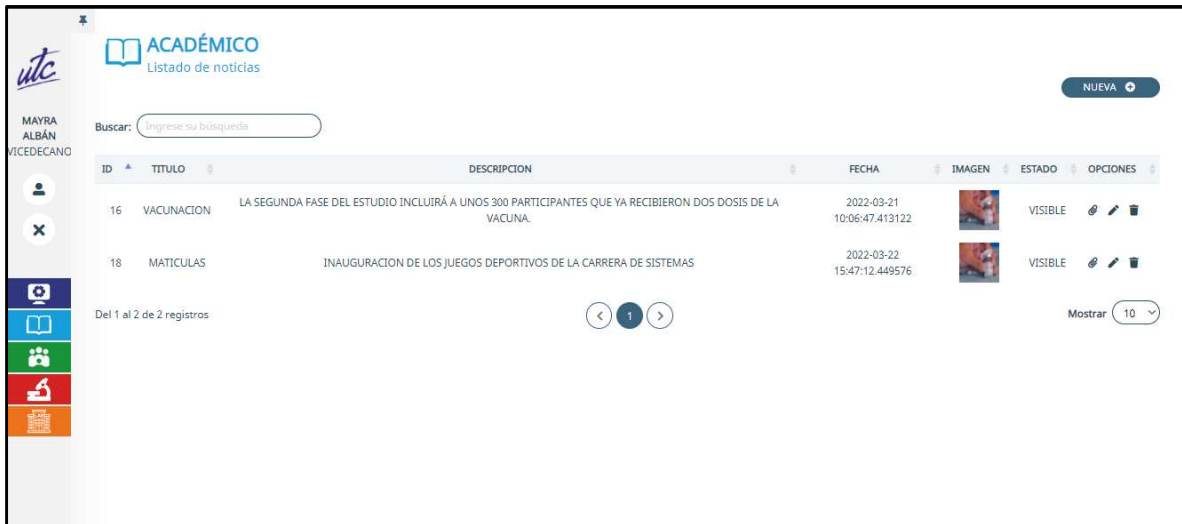 utc
MAYRA
ALBÁN
VICEDECANO
ACADÉMICO
Listado de noticias
NUEVA
Buscar: Ingrese su búsqueda
ID TITULO DESCRIPCION FECHA IMAGEN ESTADO OPCIONES
16 VACUNACION LA SEGUNDA FASE DEL ESTUDIO INCLUIRÁ A UNOS 300 PARTICIPANTES QUE YA RECIBIERON DOS DOSIS DE LA VACUNA. 2022-03-21 10:06:47.413122 VISIBLE
18 MATICULAS INAUGURACION DE LOS JUEGOS DEPORTIVOS DE LA CARRERA DE SISTEMAS 2022-03-22 15:47:12.449576 VISIBLE
Del 1 al 2 de 2 registros 1 Mostrar 10